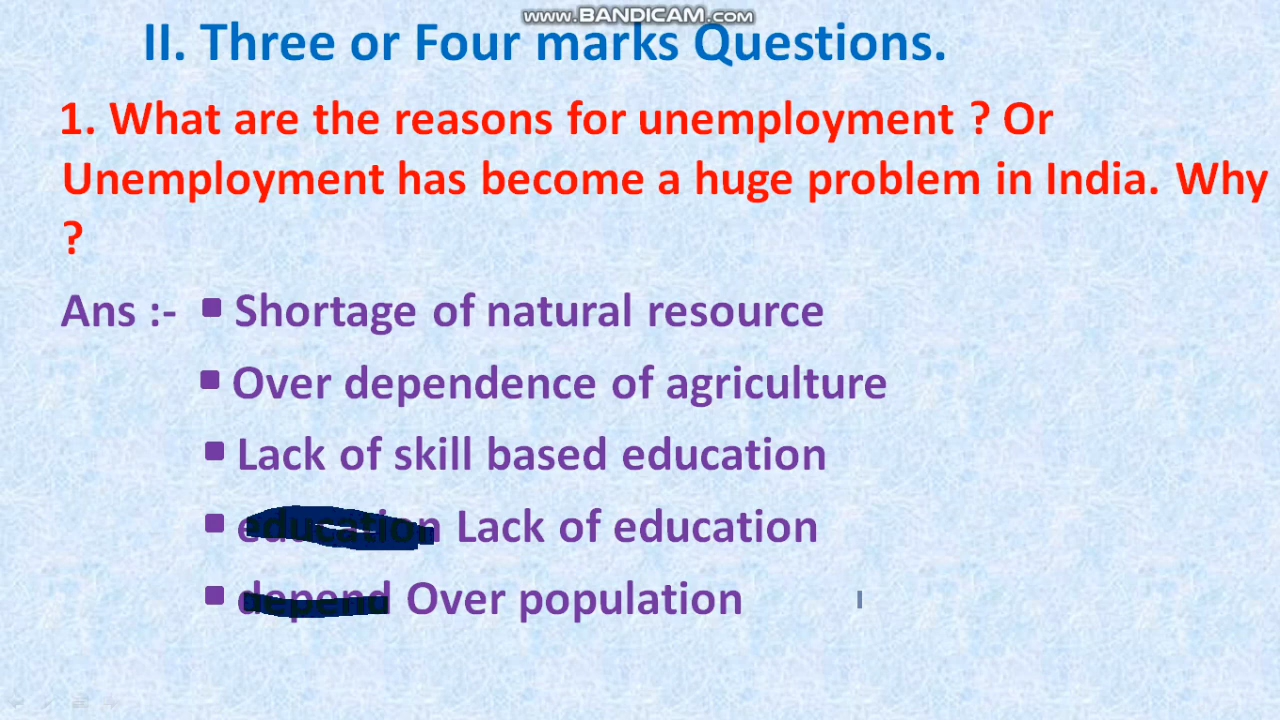 www.BANDICAM.com
II. Three or Four marks Questions.
1. What are the reasons for unemployment ? Or
Unemployment has become a huge problem in India. Why
?
Ans :- ▪ Shortage of natural resource
▪ Over dependence of agriculture
▪ Lack of skill based education
▪ education Lack of education
▪ depend Over population